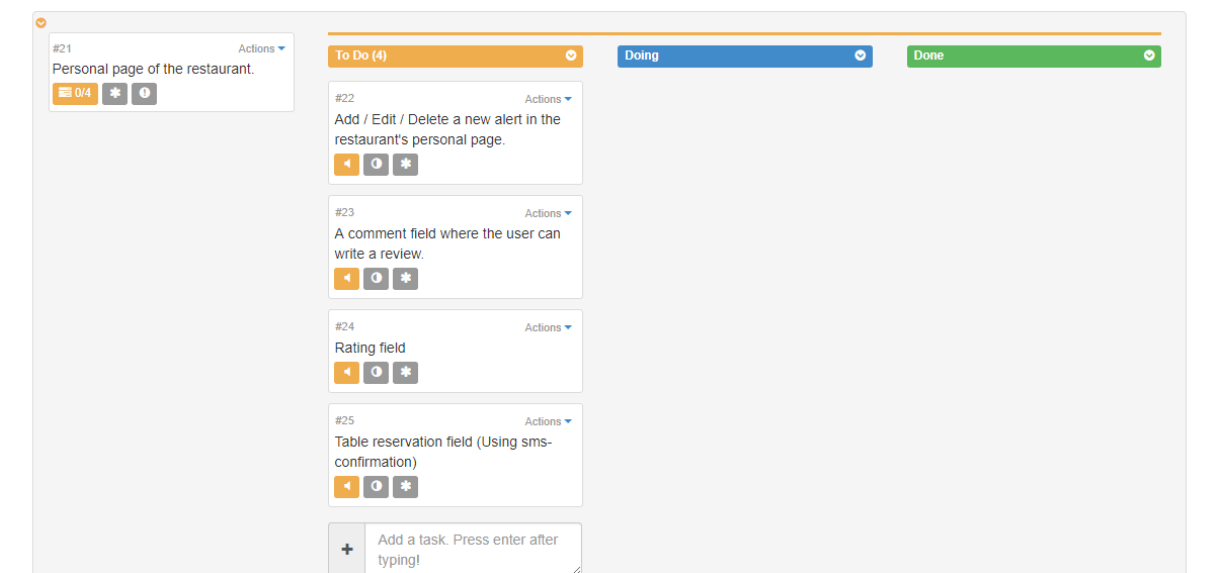 #21 Actions
Personal page of the restaurant.
0/4
To Do (4)
#22 Actions
Add / Edit / Delete a new alert in the
restaurant's personal page.
#23 Actions
A comment field where the user can
write a review.
#24 Actions
Rating field
#25 Actions
Table reservation field (Using sms-
confirmation)
Add a task. Press enter after
typing!
Doing
Done